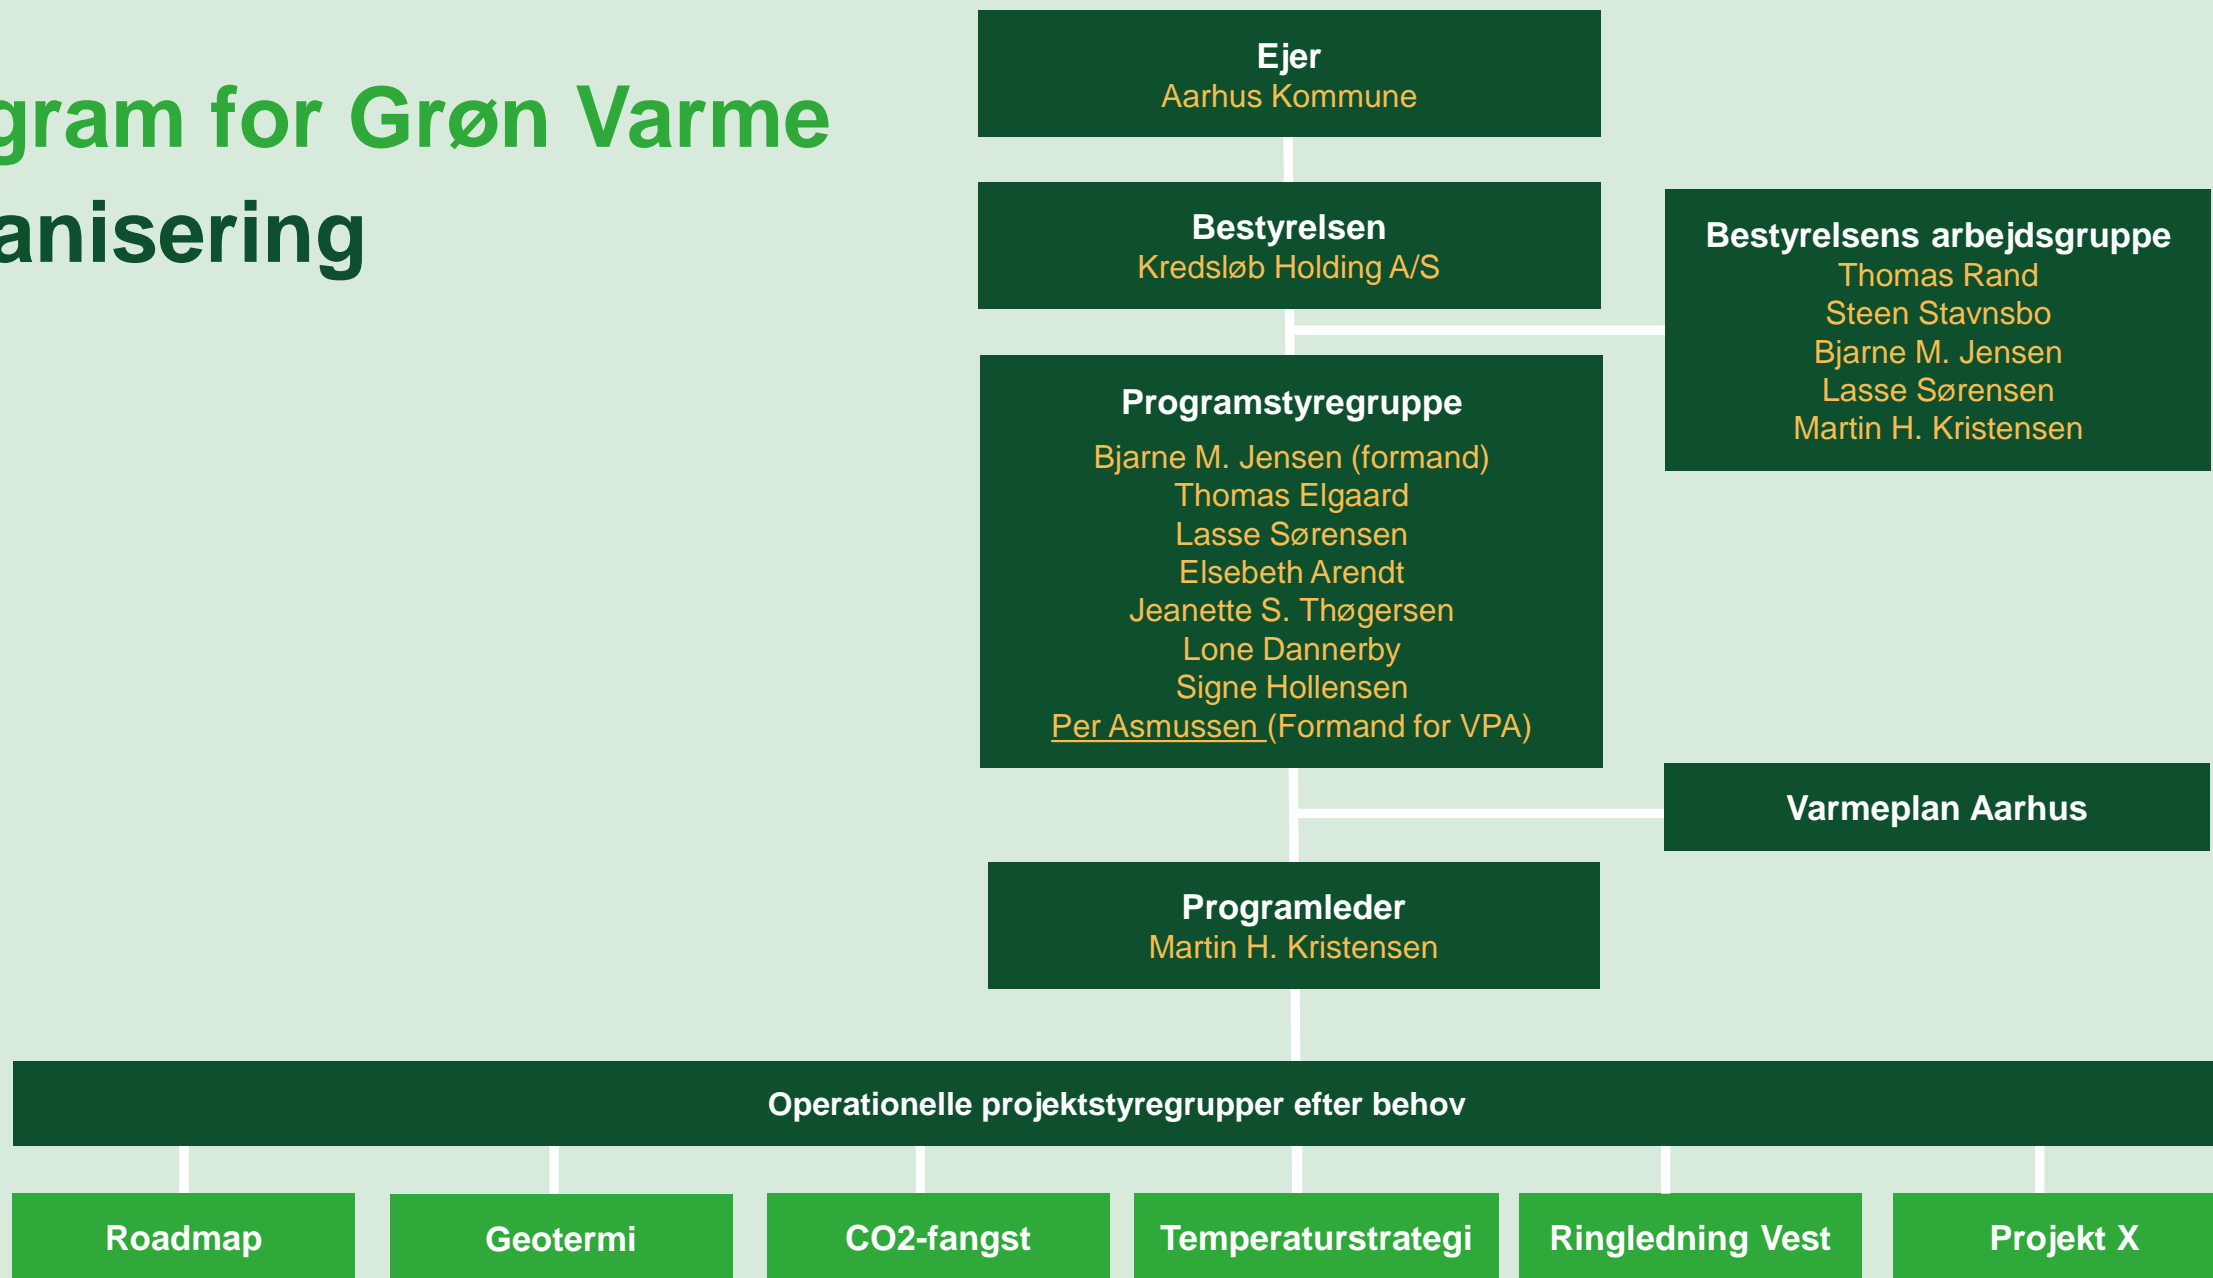 gram for Grøn Varme
anisering
Ejer
Aarhus Kommune
Bestyrelsen
Kredsløb Holding A/S
Bestyrelsens arbejdsgruppe
Thomas Rand
Steen Stavnsbo
Bjarne M. Jensen
Lasse Sørensen
Martin H. Kristensen
Programstyregruppe
Bjarne M. Jensen (formand)
Thomas Elgaard
Lasse Sørensen
Elsebeth Arendt
Jeanette S. Thøgersen
Lone Dannerby
Signe Hollensen
Per Asmussen (Formand for VPA)
Varmeplan Aarhus
Programleder
Martin H. Kristensen
Operationelle projektstyregrupper efter behov
Roadmap
Geotermi
CO2-fangst
Temperaturstrategi
Ringledning Vest
Projekt X